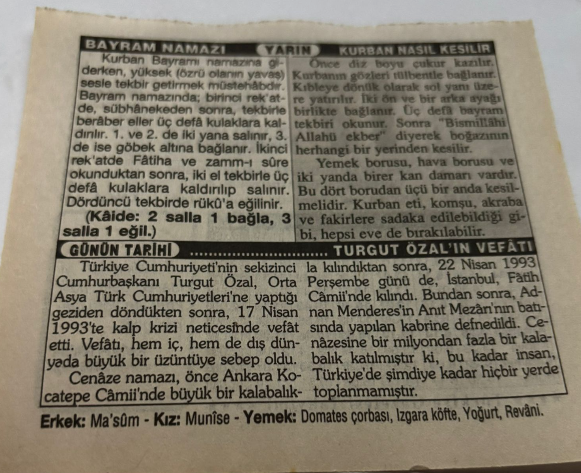 BAYRAM NAMAZI
YARIN
KURBAN NASIL KESİLİR
Kurban Bayramı namazına gi-
derken, yüksek (özrü olanın yavaş)
sesle tekbir getirmek müstehâbdır.
Bayram namazında; birinci rek'at-
de, sübhânekeden sonra, tekbirle
berâber eller üç defâ kulaklara kal-
dırılır. 1. ve 2. de iki yana salınır, 3.
de ise göbek altına bağlanır. İkinci
rek'atde Fâtiha ve zamm-ı sûre
okunduktan sonra, iki el tekbirle üç
defâ kulaklara kaldırılıp salınır.
Dördüncü tekbirde rükû'a eğilinir.
(Kâide: 2 salla 1 bağla, 3
salla 1 eğil.)
Önce diz boyu çukur kazılır.
Kurbanın gözleri tülbentle bağlanır.
Kıbleye dönük olarak sol yanı üze-
re yatırılır. İki ön ve bir arka ayağı
birlikte bağlanır. Üç defâ bayram
tekbiri okunur. Sonra "Bismillâhi
Allahü ekber" diyerek boğazının
herhangi bir yerinden kesilir.
Yemek borusu, hava borusu ve
iki yanda birer kan damarı vardır.
Bu dört borudan üçü bir anda kesil-
melidir. Kurban eti, komşu, akraba
ve fakirlere sadaka edilebildiği gi-
bi, hepsi eve de bırakılabilir.
GÜNÜN TARİHİ
TURGUT ÖZAL'IN VEFÂTI
Türkiye Cumhuriyeti'nin sekizinci
Cumhurbaşkanı Turgut Özal, Orta
Asya Türk Cumhuriyetleri'ne yaptığı
geziden döndükten sonra, 17 Nisan
1993'te kalp krizi neticesînde vefât
etti. Vefâtı, hem iç, hem de dış dün-
yada büyük bir üzüntüye sebep oldu.
Cenâze namazı, önce Ankara Ko-
catepe Câmii'nde büyük bir kalabalık-
la kılındıktan sonra, 22 Nisan 1993
Perşembe günü de, İstanbul, Fâtih
Câmii'nde kılındı. Bundan sonra, Ad-
nan Menderes'in Anıt Mezân'nın batı-
sında yapılan kabrine defnedildi. Ce-
nâzesine bir milyondan fazla bir kala-
balık katılmıştır ki, bu kadar insan,
Türkiye'de şimdiye kadar hiçbir yerde
toplanmamıştır.
Erkek: Ma'sûm - Kız: Munîse - Yemek: Domates çorbası, Izgara köfte, Yoğurt, Revâni.